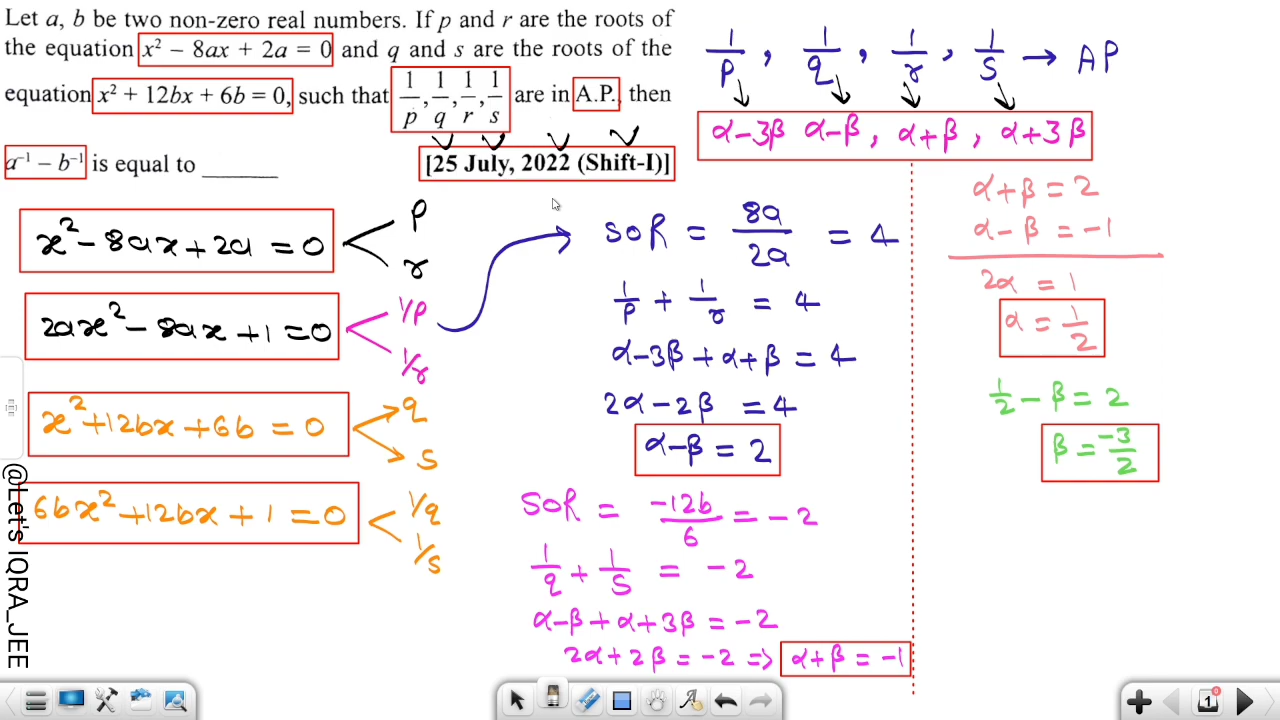 Let a, b be two non-zero real numbers. If p and r are the roots of
the equation x² − 8ax + 2a = 0 and q and s are the roots of the
equation x² + 12bx + 6b = 0, such that 1/p, 1/q, 1/r, 1/s are in A.P., then
a⁻¹ − b⁻¹ is equal to ________
[25 July, 2022 (Shift-I)]
1/p, 1/q, 1/r, 1/s → AP
α-3β α-β, α+β, α+3β
x² - 8ax + 2a = 0
p
r
2ax² - 8ax + 1 = 0
1/p
1/r
x² + 12bx + 6b = 0
q
s
6bx² + 12bx + 1 = 0
1/q
1/s
SOR = 8a/2a = 4
1/p + 1/r = 4
α-3β + α+β = 4
2α - 2β = 4
α-β = 2
SOR = -12b/6 = -2
1/q + 1/s = -2
α-β + α+3β = -2
2α + 2β = -2 => α+β = -1
α+β = 2
α-β = -1
2α = 1
α = 1/2
1/2 - β = 2
β = -3/2
@Let's IQRA_JEE
1